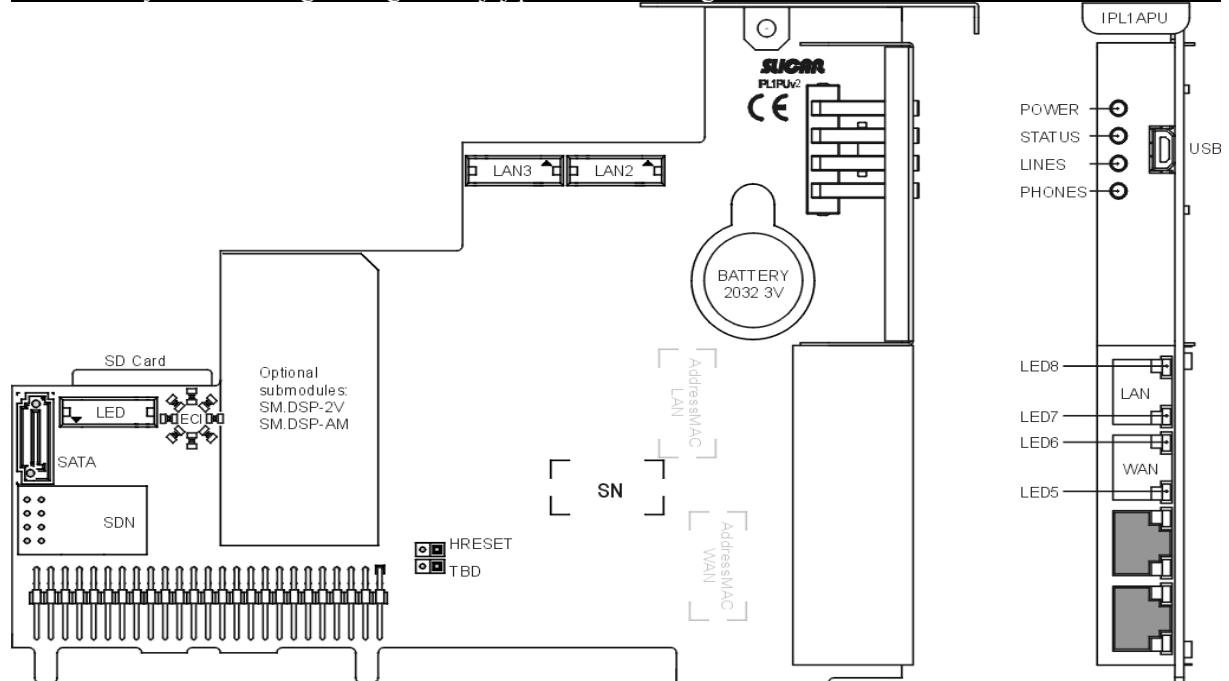 IPL1APU
SLICAN
IPL1PUv2
CE
POWER
STATUS
LINES
PHONES
USB
LAN3
LAN2
BATTERY
2032 3V
SD Card
LED
ECI
Optional
submodules:
SM.DSP-2V
SM.DSP-AM
AddressMAC
LAN
LED8
LAN
LED7
LED6
WAN
LED5
SATA
SN
SDN
HRESET
TBD
AddressMAC
WAN